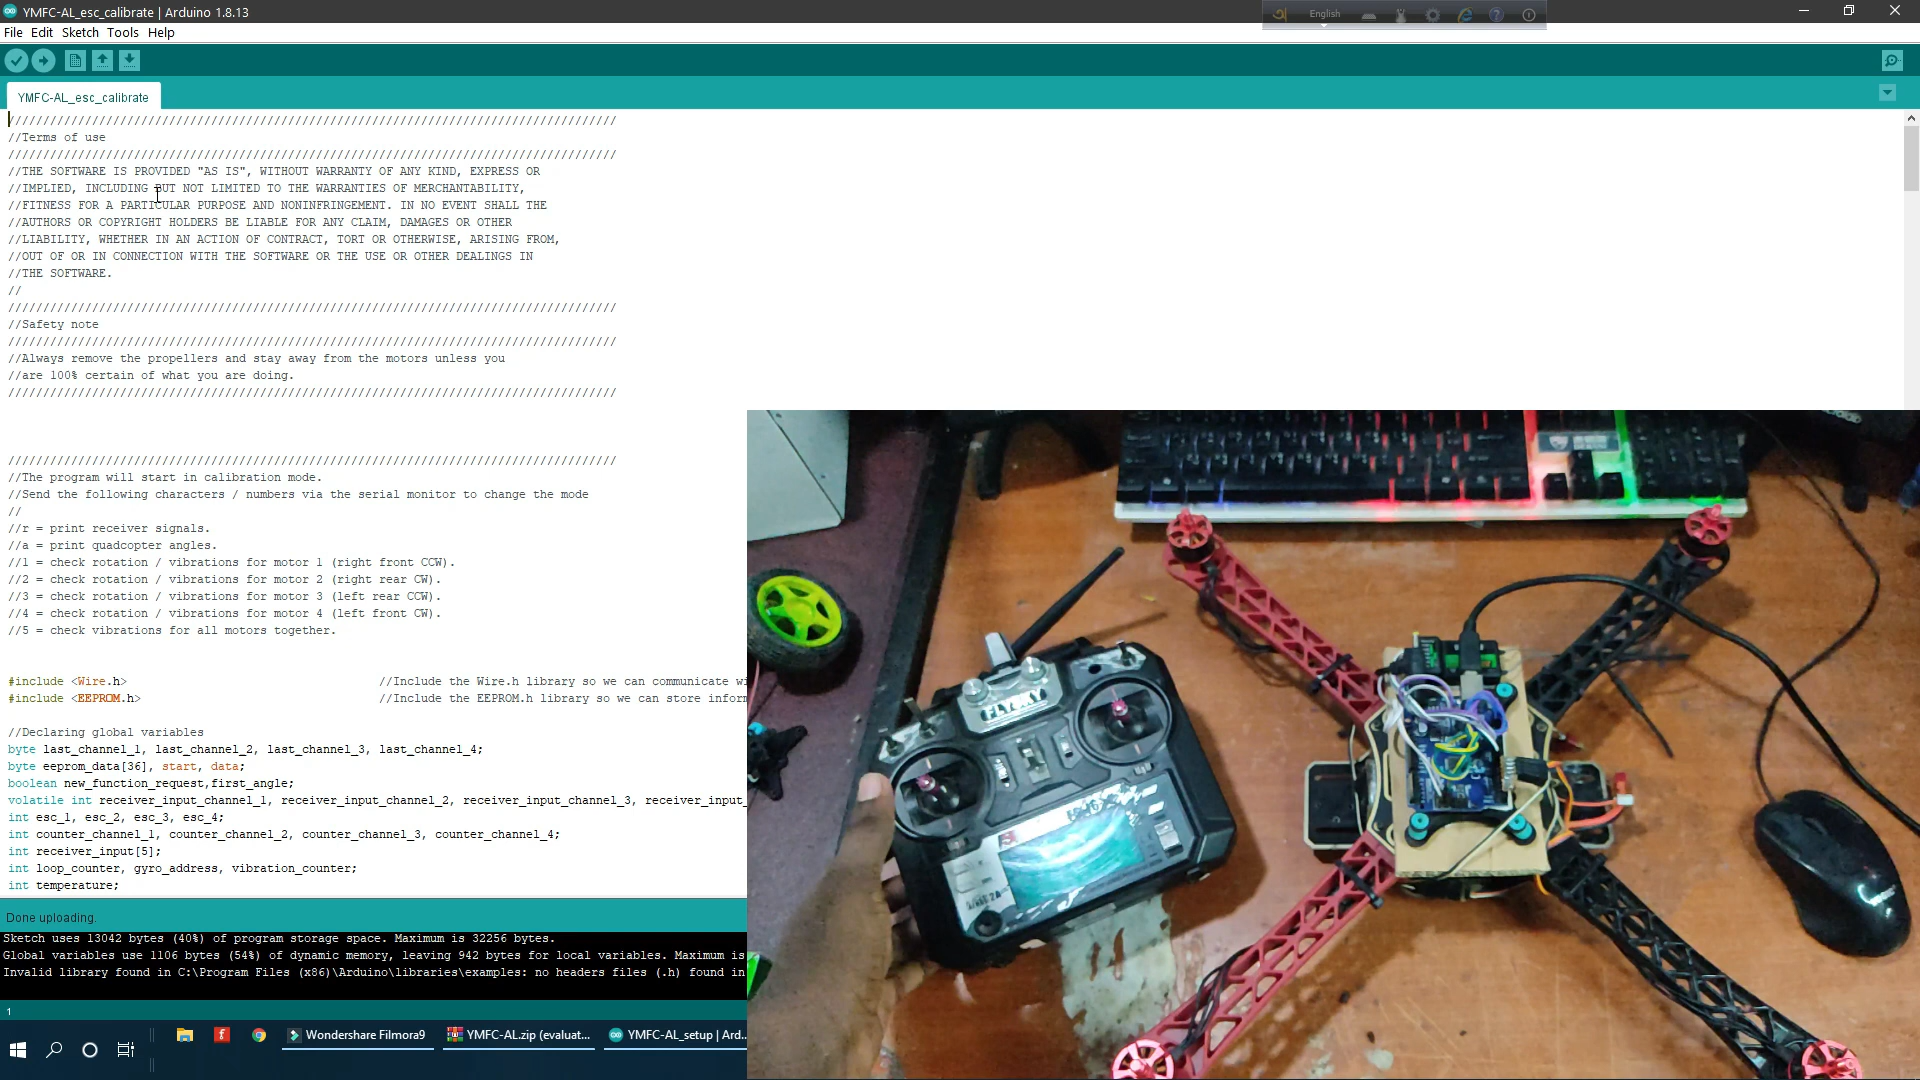 YMFC-AL_esc_calibrate | Arduino 1.8.13
English
File Edit Sketch Tools Help
YMFC-AL_esc_calibrate
///////////////////////////////////////////////////////////////////////////////////////
//Terms of use
///////////////////////////////////////////////////////////////////////////////////////
//THE SOFTWARE IS PROVIDED "AS IS", WITHOUT WARRANTY OF ANY KIND, EXPRESS OR
//IMPLIED, INCLUDING BUT NOT LIMITED TO THE WARRANTIES OF MERCHANTABILITY,
//FITNESS FOR A PARTICULAR PURPOSE AND NONINFRINGEMENT. IN NO EVENT SHALL THE
//AUTHORS OR COPYRIGHT HOLDERS BE LIABLE FOR ANY CLAIM, DAMAGES OR OTHER
//LIABILITY, WHETHER IN AN ACTION OF CONTRACT, TORT OR OTHERWISE, ARISING FROM,
//OUT OF OR IN CONNECTION WITH THE SOFTWARE OR THE USE OR OTHER DEALINGS IN
//THE SOFTWARE.
//
///////////////////////////////////////////////////////////////////////////////////////
//Safety note
///////////////////////////////////////////////////////////////////////////////////////
//Always remove the propellers and stay away from the motors unless you
//are 100% certain of what you are doing.
///////////////////////////////////////////////////////////////////////////////////////
///////////////////////////////////////////////////////////////////////////////////////
//The program will start in calibration mode.
//Send the following characters / numbers via the serial monitor to change the mode
//
//r = print receiver signals.
//a = print quadcopter angles.
//1 = check rotation / vibrations for motor 1 (right front CCW).
//2 = check rotation / vibrations for motor 2 (right rear CW).
//3 = check rotation / vibrations for motor 3 (left rear CCW).
//4 = check rotation / vibrations for motor 4 (left front CW).
//5 = check vibrations for all motors together.
#include <Wire.h> //Include the Wire.h library so we can communicate wi
#include <EEPROM.h> //Include the EEPROM.h library so we can store infor
//Declaring global variables
byte last_channel_1, last_channel_2, last_channel_3, last_channel_4;
byte eeprom_data[36], start, data;
boolean new_function_request,first_angle;
volatile int receiver_input_channel_1, receiver_input_channel_2, receiver_input_channel_3, receiver_input_
int esc_1, esc_2, esc_3, esc_4;
int counter_channel_1, counter_channel_2, counter_channel_3, counter_channel_4;
int receiver_input[5];
int loop_counter, gyro_address, vibration_counter;
int temperature;
Done uploading.
Sketch uses 13042 bytes (40%) of program storage space. Maximum is 32256 bytes.
Global variables use 1106 bytes (54%) of dynamic memory, leaving 942 bytes for local variables. Maximum is
Invalid library found in C:\Program Files (x86)\Arduino\libraries\examples: no headers files (.h) found in
1
Wondershare Filmora9
YMFC-AL.zip (evaluat...
YMFC-AL_setup | Ard...
FLYSKY